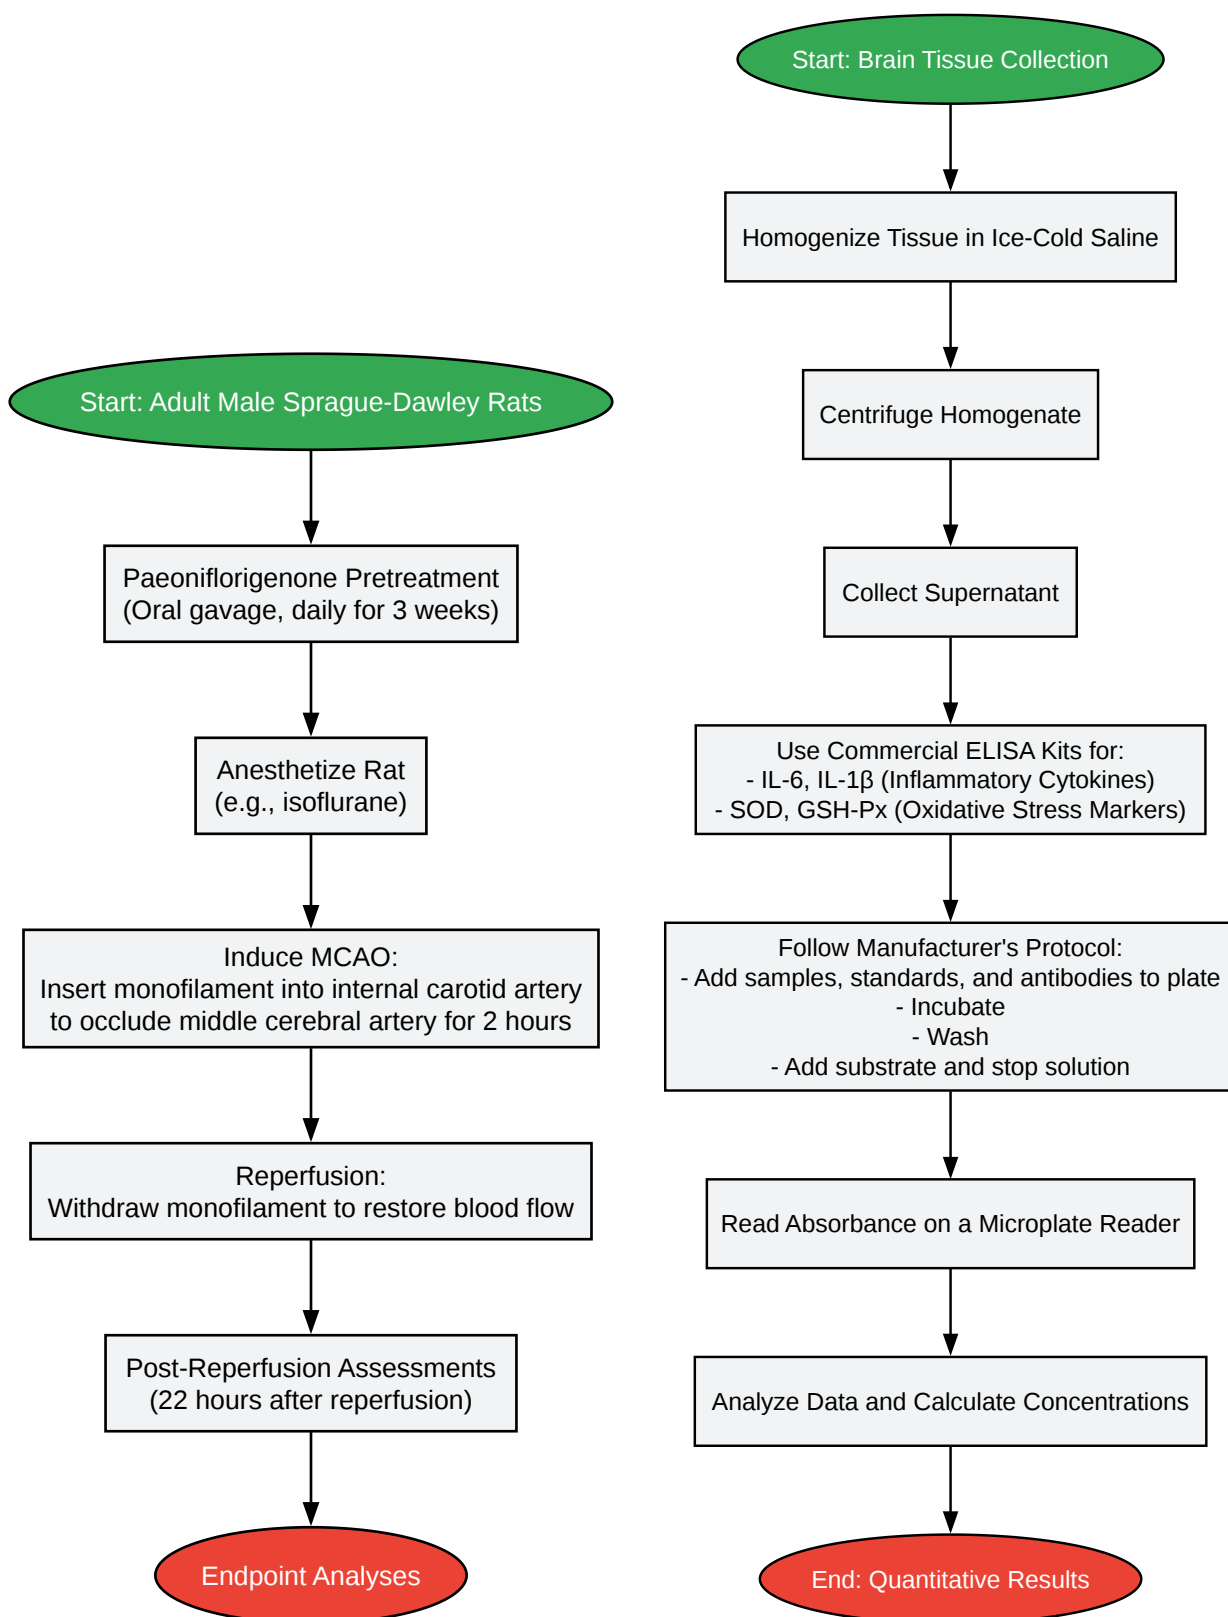 Start: Adult Male Sprague-Dawley Rats
Paeoniflorigenone Pretreatment
(Oral gavage, daily for 3 weeks)
Anesthetize Rat
(e.g., isoflurane)
Induce MCAO:
Insert monofilament into internal carotid artery
to occlude middle cerebral artery for 2 hours
Reperfusion:
Withdraw monofilament to restore blood flow
Post-Reperfusion Assessments
(22 hours after reperfusion)
Endpoint Analyses
Start: Brain Tissue Collection
Homogenize Tissue in Ice-Cold Saline
Centrifuge Homogenate
Collect Supernatant
Use Commercial ELISA Kits for:
- IL-6, IL-1β (Inflammatory Cytokines)
- SOD, GSH-Px (Oxidative Stress Markers)
Follow Manufacturer's Protocol:
- Add samples, standards, and antibodies to plate
- Incubate
- Wash
- Add substrate and stop solution
Read Absorbance on a Microplate Reader
Analyze Data and Calculate Concentrations
End: Quantitative Results